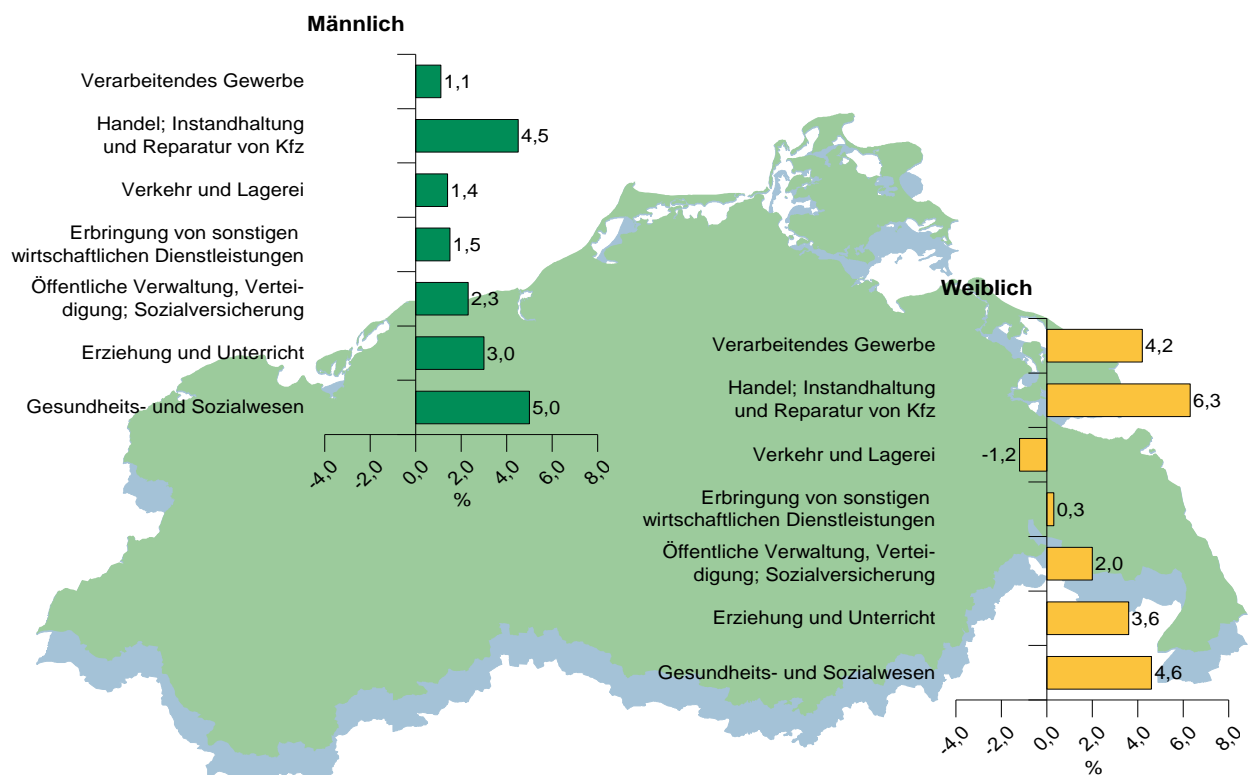 Männlich
Verarbeitendes Gewerbe
1,1
Handel; Instandhaltung
und Reparatur von Kfz
4,5
Verkehr und Lagerei
1,4
Erbringung von sonstigen
wirtschaftlichen Dienstleistungen
1,5
Öffentliche Verwaltung, Vertei-
digung; Sozialversicherung
2,3
Erziehung und Unterricht
3,0
Gesundheits- und Sozialwesen
5,0
-4,0 -2,0 0,0 2,0 4,0 6,0 8,0
%
Weiblich
Verarbeitendes Gewerbe
4,2
Handel; Instandhaltung
und Reparatur von Kfz
6,3
Verkehr und Lagerei
-1,2
Erbringung von sonstigen
wirtschaftlichen Dienstleistungen
0,3
Öffentliche Verwaltung, Vertei-
digung; Sozialversicherung
2,0
Erziehung und Unterricht
3,6
Gesundheits- und Sozialwesen
4,6
-4,0 -2,0 0,0 2,0 4,0 6,0 8,0
%